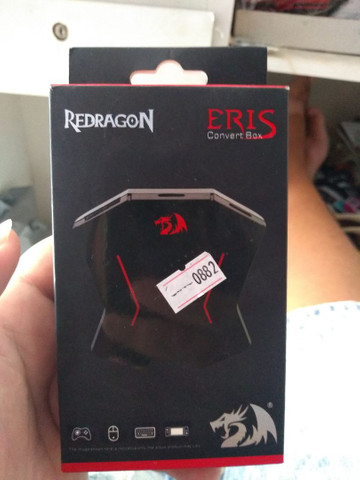 REDRAGON
ERIS
Convert Box
0882